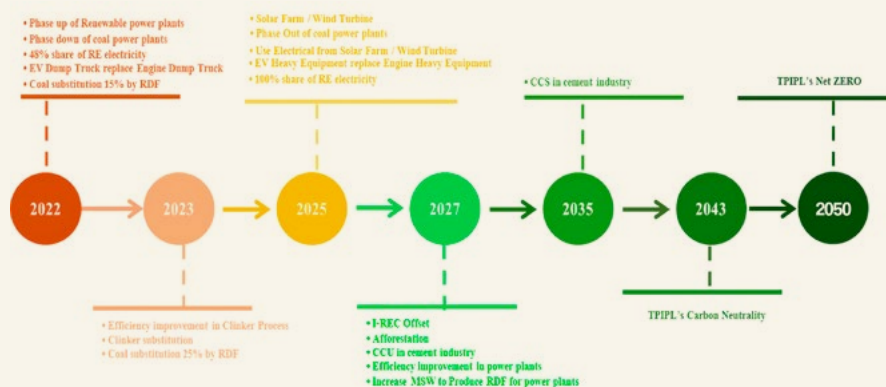 • Phase up of Renewable power plants
• Phase down of coal power plants
• 48% share of RE electricity
• EV Dump Truck replace Engine Dump Truck
• Coal substitution 15% by RDF
• Solar Farm / Wind Turbine
• Phase Out of coal power plants
• Use Electrical from Solar Farm / Wind Turbine
• EV Heavy Equipment replace Engine Heavy Equipment
• 100% share of RE electricity
• CCS in cement industry
TPIPL's Net ZERO
2022
2023
2025
2027
2035
2043
2050
• Efficiency improvement in Clinker Process
• Clinker substitution
• Coal substitution 25% by RDF
• I-REC Offset
• Afforestation
• CCU in cement industry
• Efficiency improvement in power plants
• Increase MSW to Produce RDF for power plants
TPIPL's Carbon Neutrality